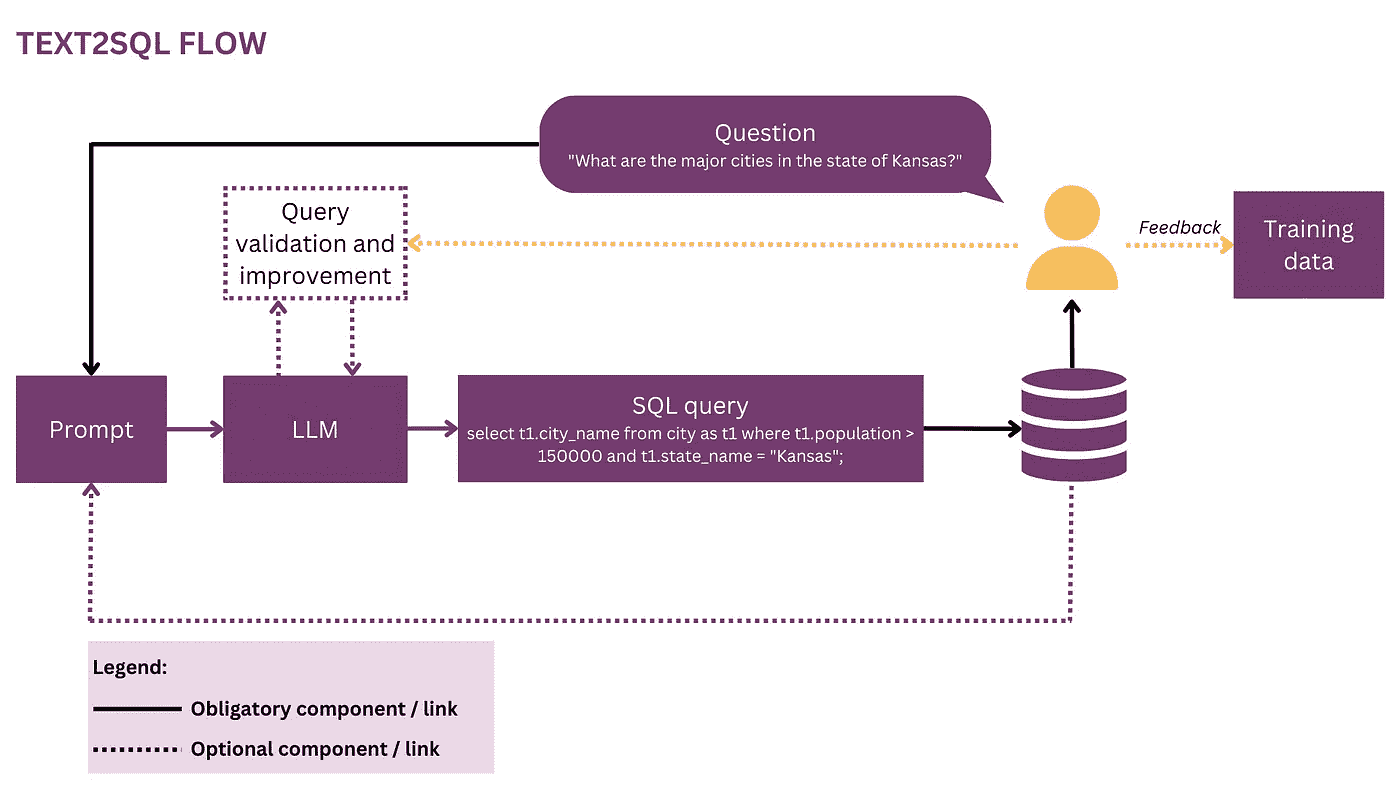 TEXT2SQL FLOW
Question
"What are the major cities in the state of Kansas?"
Query
validation and
improvement
Feedback
Training
data
Prompt
LLM
SQL query
select t1.city_name from city as t1 where t1.population >
150000 and t1.state_name = "Kansas";
Legend:
Obligatory component / link
Optional component / link